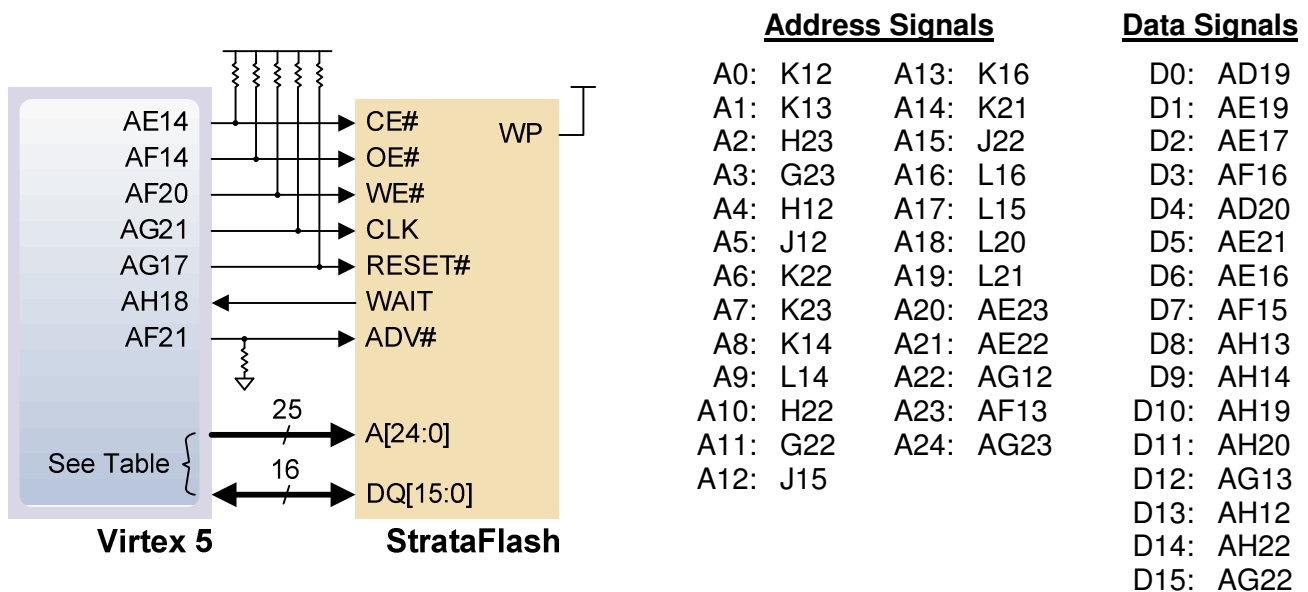 AE14 CE#
AF14 OE#
AF20 WE#
AG21 CLK
AG17 RESET#
AH18 WAIT
AF21 ADV#
WP
25
A[24:0]
See Table
16
DQ[15:0]
Virtex 5 StrataFlash
Address Signals
A0: K12 A13: K16
A1: K13 A14: K21
A2: H23 A15: J22
A3: G23 A16: L16
A4: H12 A17: L15
A5: J12 A18: L20
A6: K22 A19: L21
A7: K23 A20: AE23
A8: K14 A21: AE22
A9: L14 A22: AG12
A10: H22 A23: AF13
A11: G22 A24: AG23
A12: J15
Data Signals
D0: AD19
D1: AE19
D2: AE17
D3: AF16
D4: AD20
D5: AE21
D6: AE16
D7: AF15
D8: AH13
D9: AH14
D10: AH19
D11: AH20
D12: AG13
D13: AH12
D14: AH22
D15: AG22